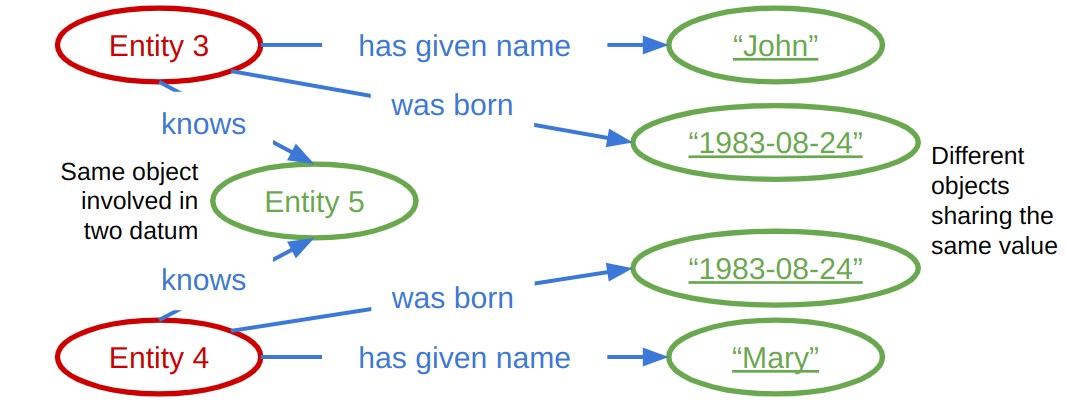 Entity 3
has given name
“John”
was born
knows
“1983-08-24”
Same object
involved in
two datum
Entity 5
Different
objects
sharing the
same value
knows
was born
“1983-08-24”
Entity 4
has given name
“Mary”